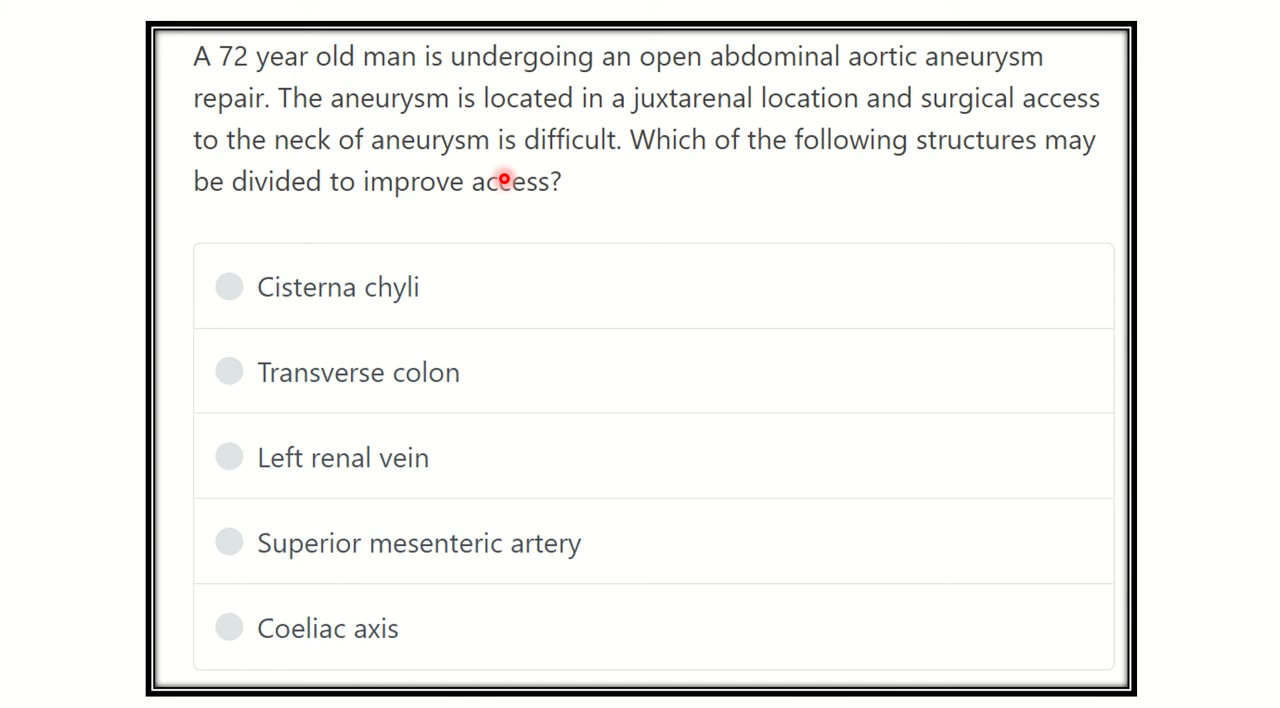 A 72 year old man is undergoing an open abdominal aortic aneurysm
repair. The aneurysm is located in a juxtarenal location and surgical access
to the neck of aneurysm is difficult. Which of the following structures may
be divided to improve access?
Cisterna chyli
Transverse colon
Left renal vein
Superior mesenteric artery
Coeliac axis